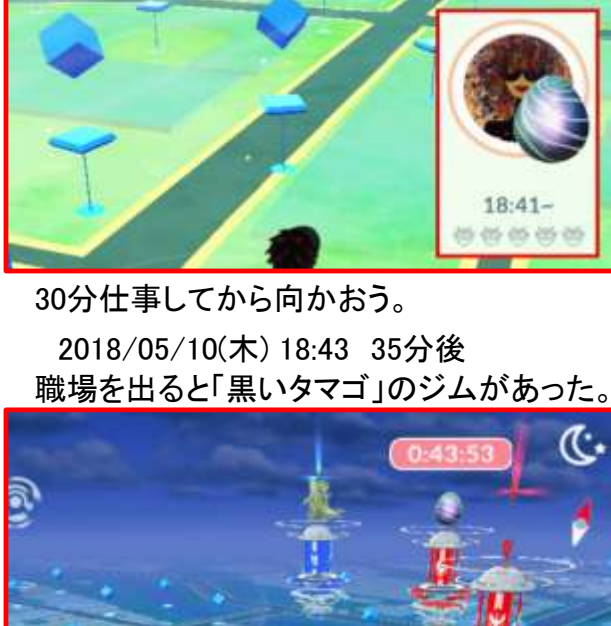 18:41~
30分仕事してから向かおう。
2018/05/10(木) 18:43 35分後
職場を出ると「黒いタマゴ」のジムがあった。
0:43:53